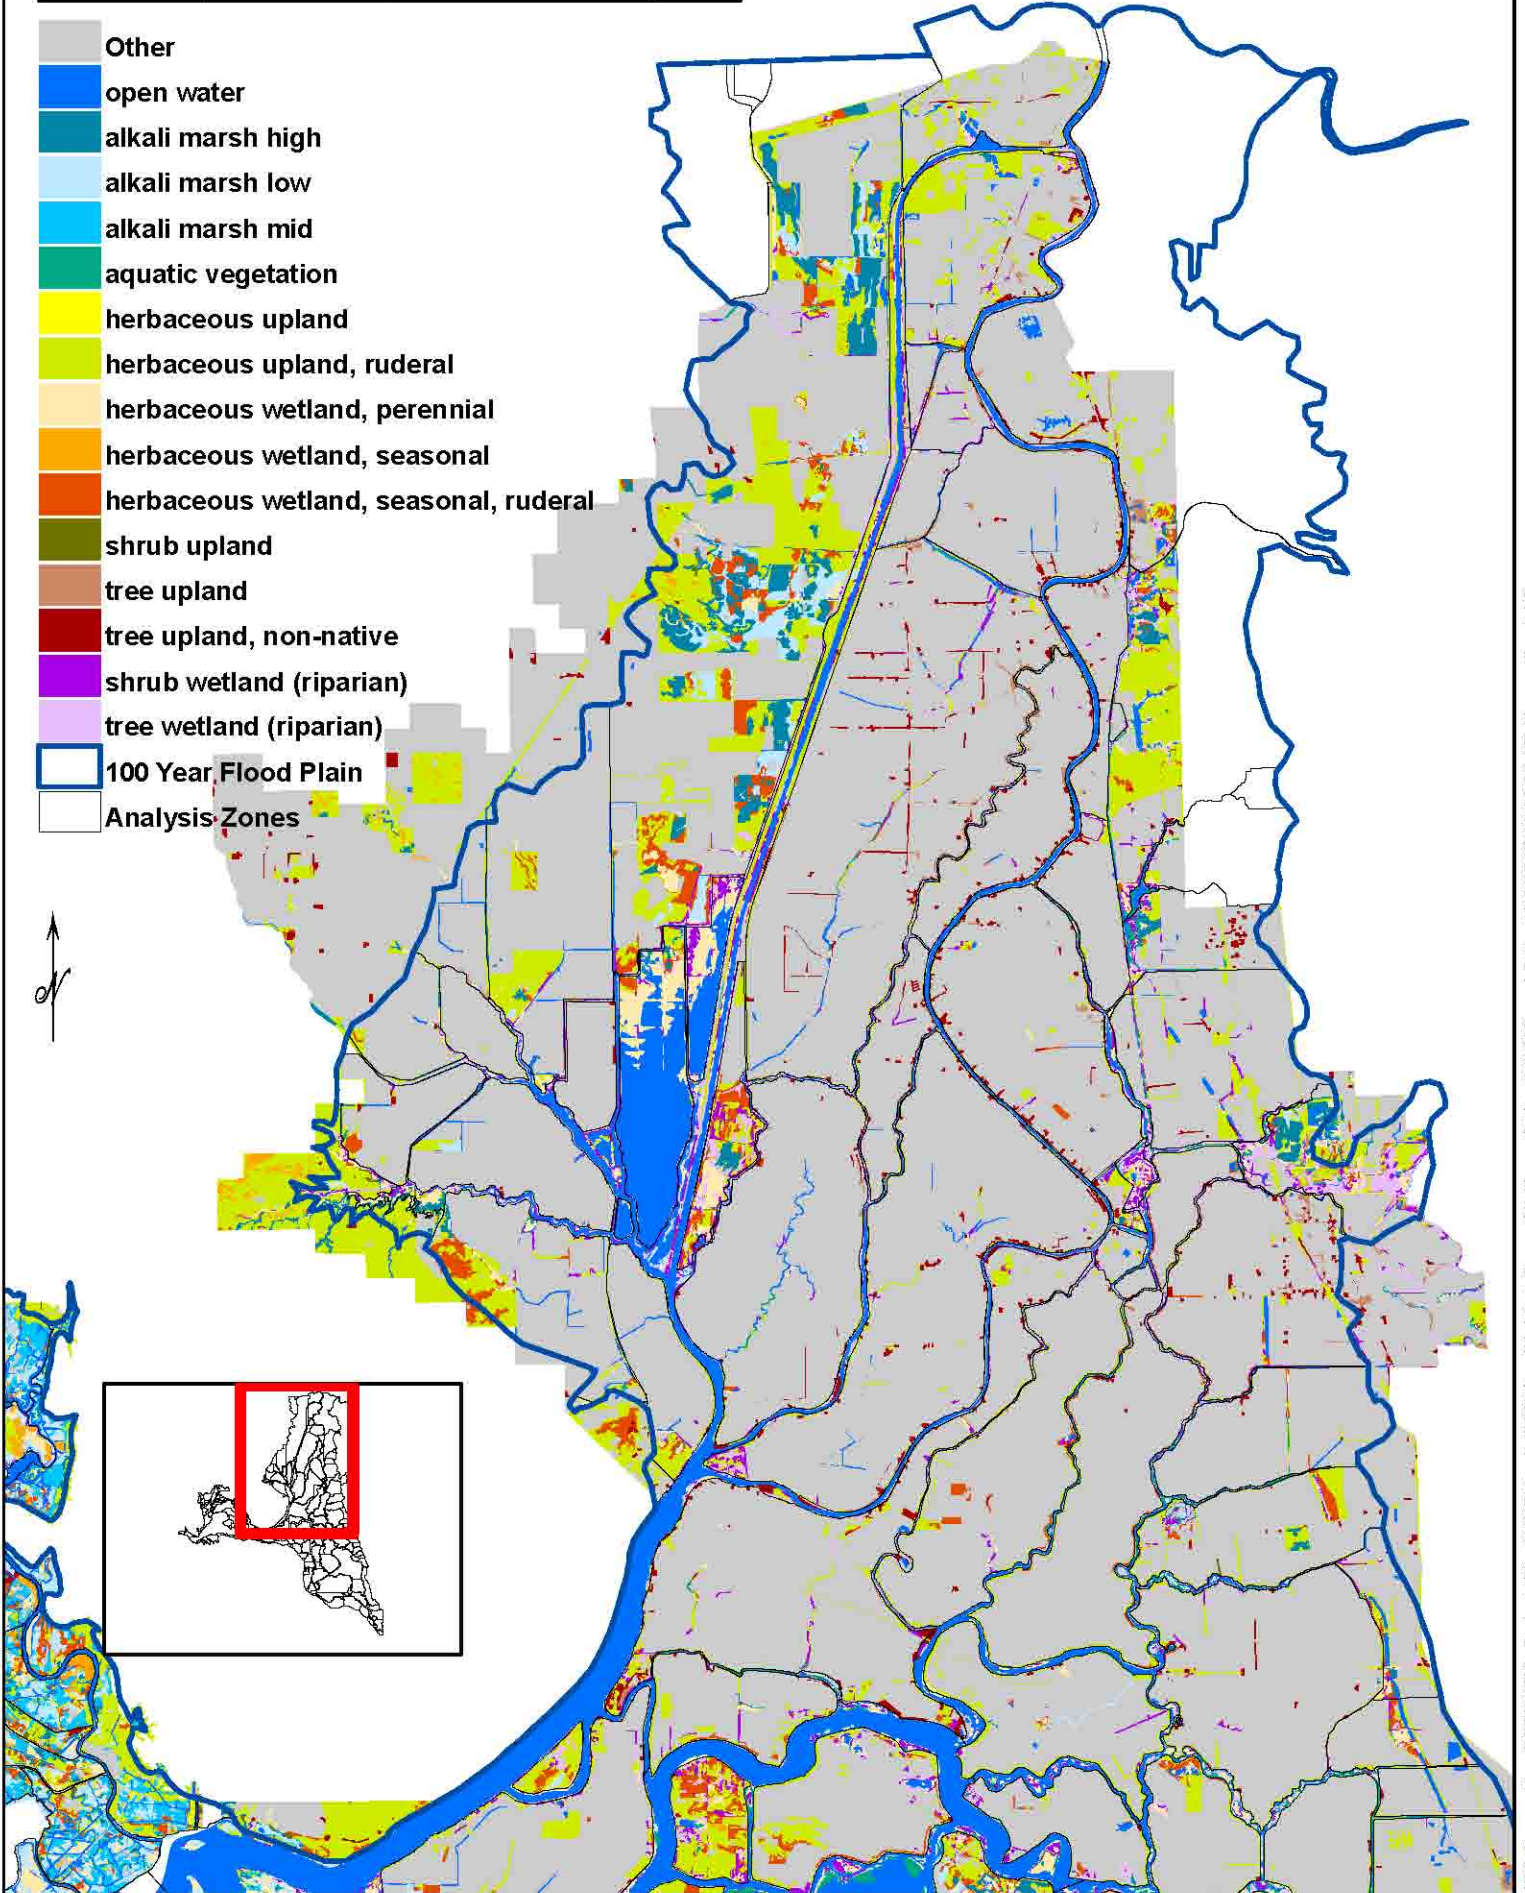 Other
open water
alkali marsh high
alkali marsh low
alkali marsh mid
aquatic vegetation
herbaceous upland
herbaceous upland, ruderal
herbaceous wetland, perennial
herbaceous wetland, seasonal
herbaceous wetland, seasonal, ruderal
shrub upland
tree upland
tree upland, non-native
shrub wetland (riparian)
tree wetland (riparian)
100 Year Flood Plain
Analysis Zones
N